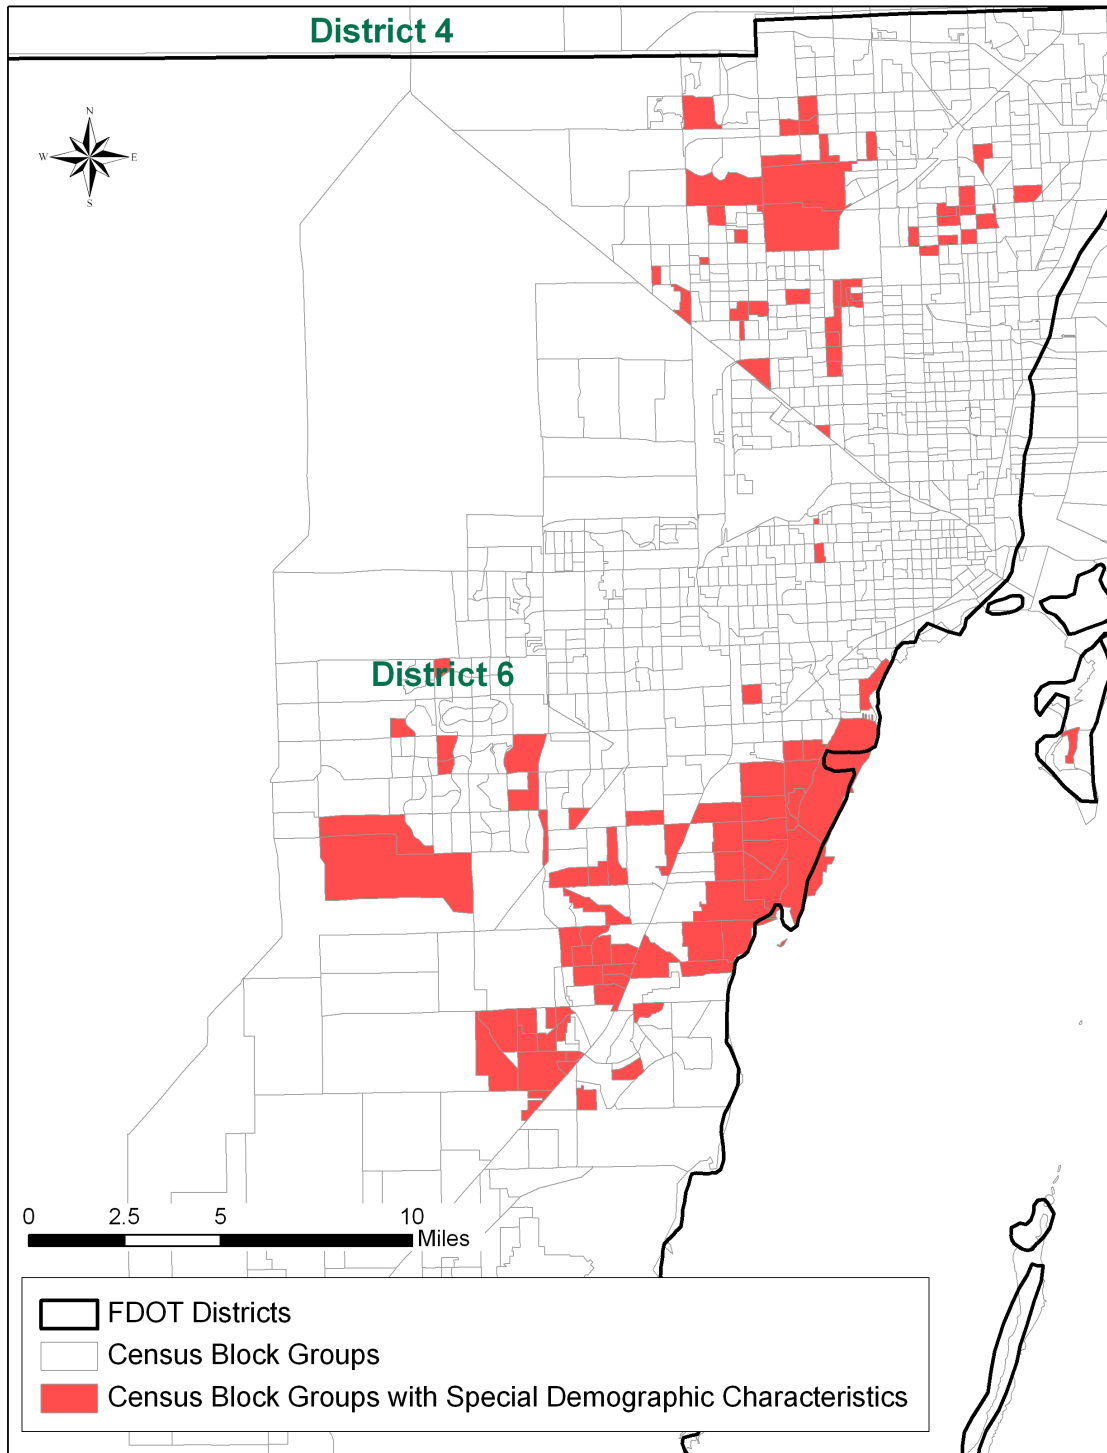 District 4
N
W E
S
District 6
0 2.5 5 10
Miles
FDOT Districts
Census Block Groups
Census Block Groups with Special Demographic Characteristics